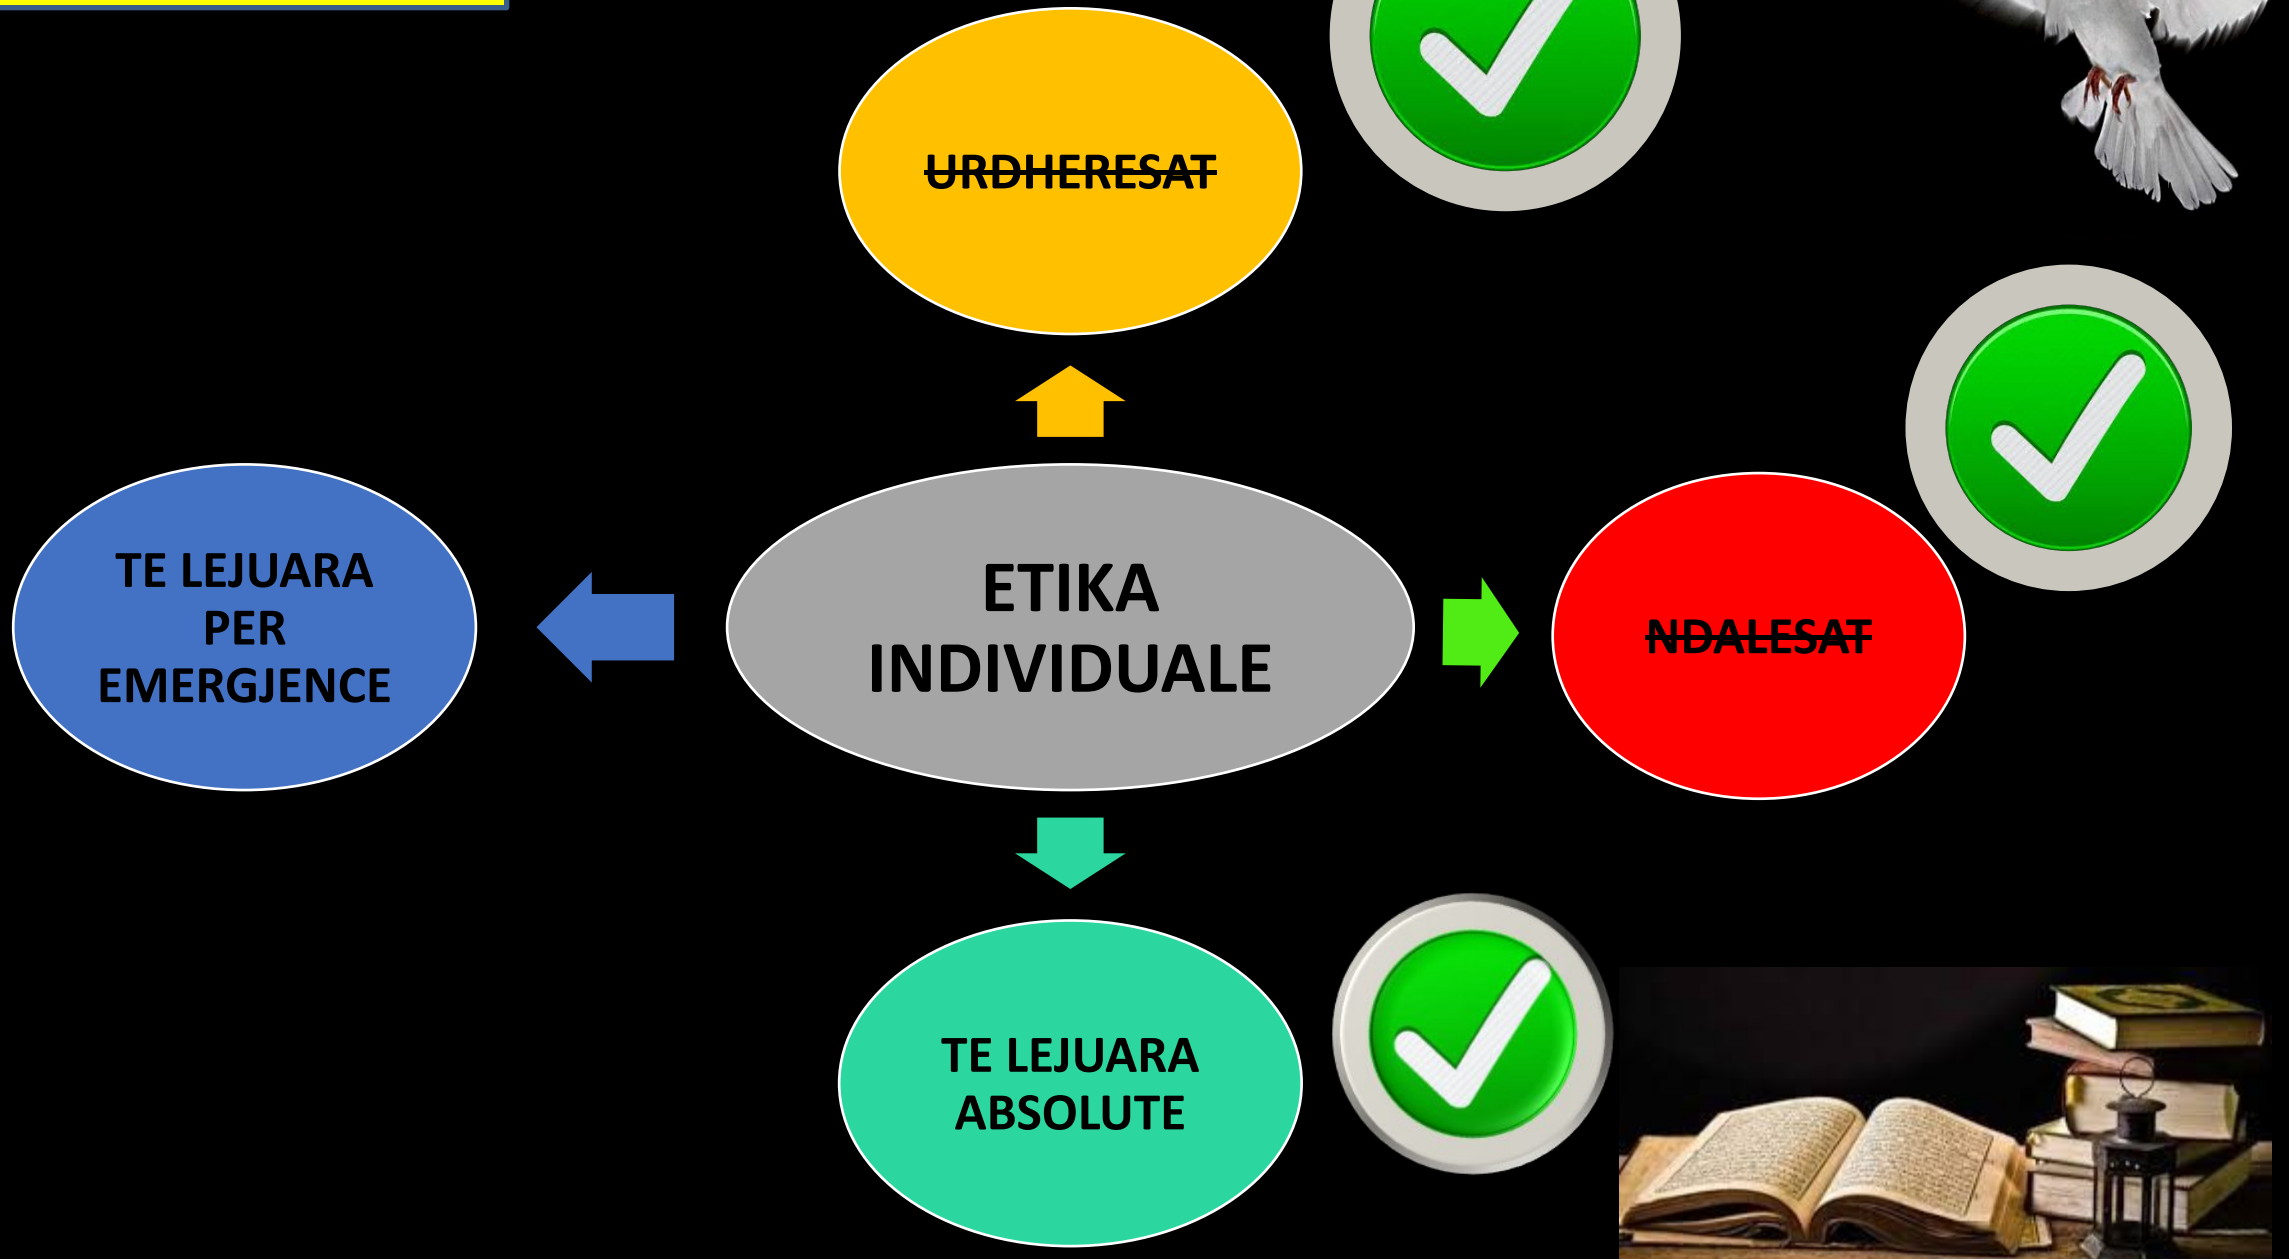 URDHERESAT
TE LEJUARA
PER
EMERGJENCE
ETIKA
INDIVIDUALE
NDALESAT
TE LEJUARA
ABSOLUTE